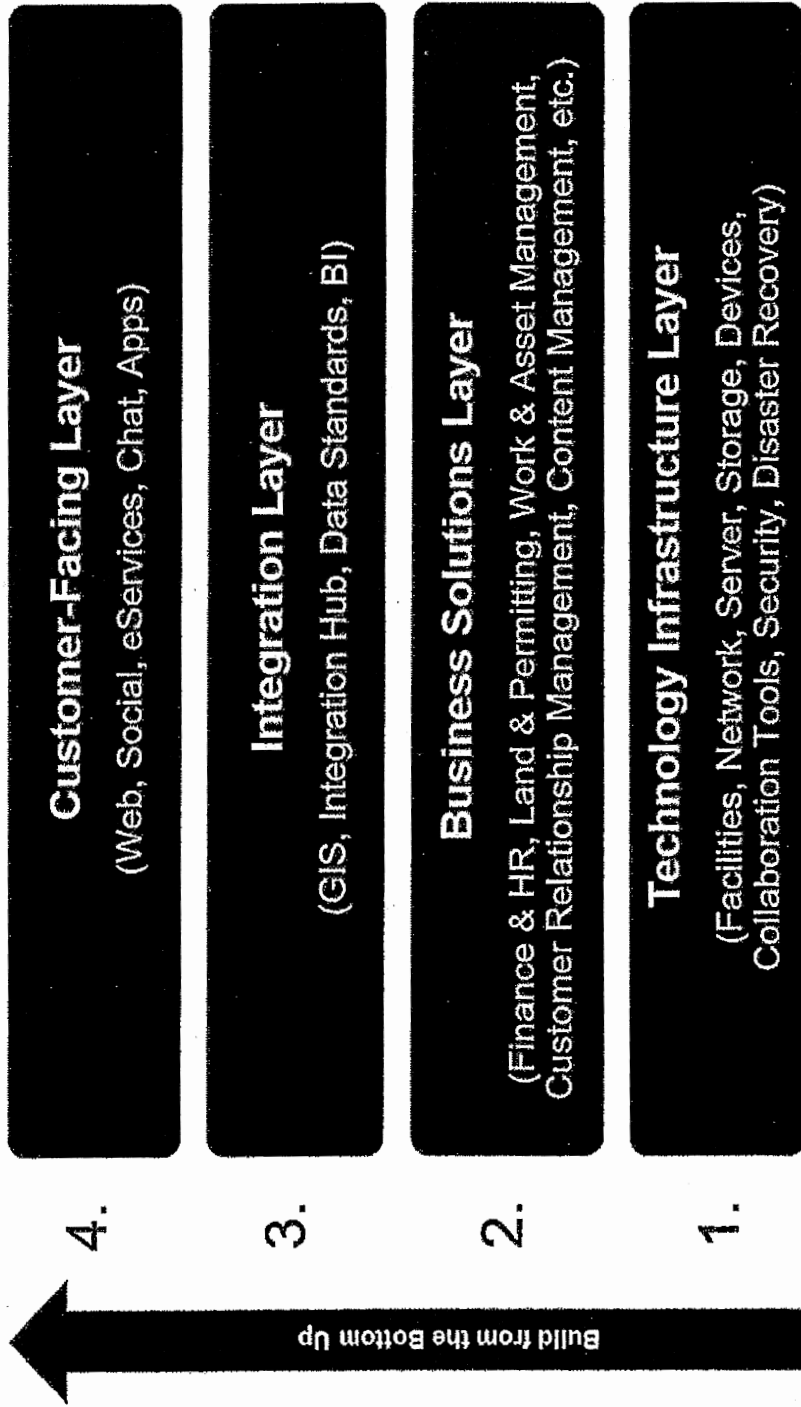 4.
Customer-Facing Layer
(Web, Social, eServices, Chat, Apps)
3.
Integration Layer
(GIS, Integration Hub, Data Standards, BI)
2.
Business Solutions Layer
(Finance & HR, Land & Permitting, Work & Asset Management,
Customer Relationship Management, Content Management, etc.)
1.
Technology Infrastructure Layer
(Facilities, Network, Server, Storage, Devices,
Collaboration Tools, Security, Disaster Recovery)
Build from the Bottom Up